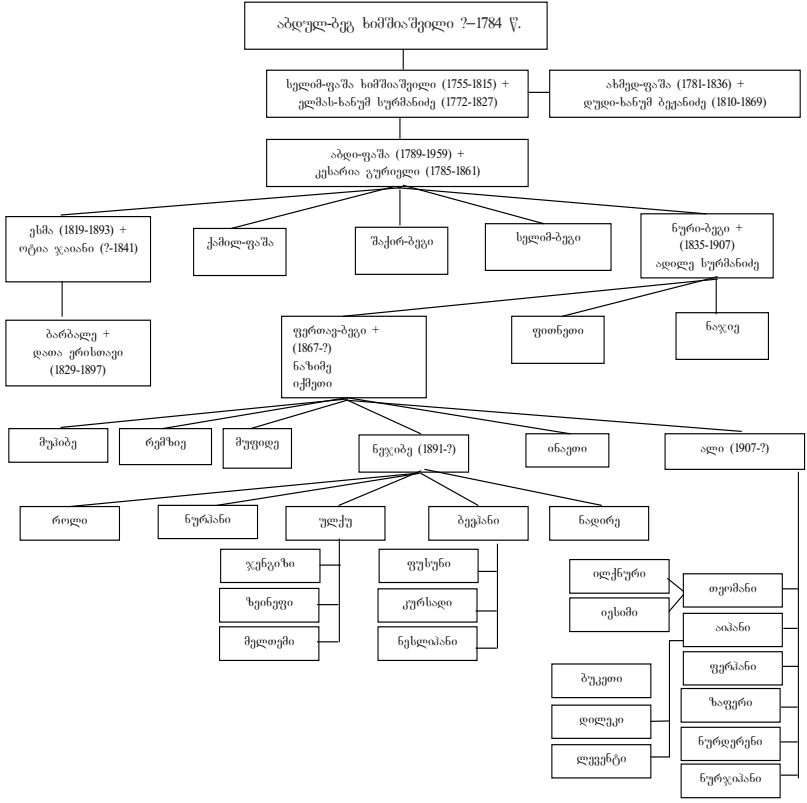 აბდულ-ბეგ ხიმშიაშვილი ?–1784 წ.
სელიმ-ფაშა ხიმშიაშვილი (1755-1815) +
ელმას-ხანუმ სურმანიძე (1772-1827)
ახმედ-ფაშა (1781-1836) +
დუდი-ხანუმ ბეჟანიძე (1810-1869)
აბდი-ფაშა (1789-1959) +
კესარია გურიელი (1785-1861)
ესმა (1819-1893) +
ოტია ჯაიანი (?-1841)
ქამილ-ფაშა
შაქირ-ბეგი
სელიმ-ბეგი
ნური-ბეგი +
(1835-1907)
ადილე სურმანიძე
ბარბალე +
დათა ერისთავი
(1829-1897)
ფერთავ-ბეგი +
(1867-?)
ნაზიმე
იქმეთი
ფითნეთი
ნაჯიე
მუჰიბე
რემზიე
მუფიდე
ნეჯიბე (1891-?)
ინაეთი
ალი (1907-?)
როლი
ნურჰანი
ულქუ
ბეეჰანი
ნადირე
ჯენგიზი
ზეინეფი
მელთემი
ფუსუნი
კურსადი
ნესლიჰანი
ილქნური
იესიმი
თეომანი
აიჰანი
ფერჰანი
ზაფერი
ნურდერენი
ნურჯიჰანი
ბუკეთი
დილეკი
ლევენტი